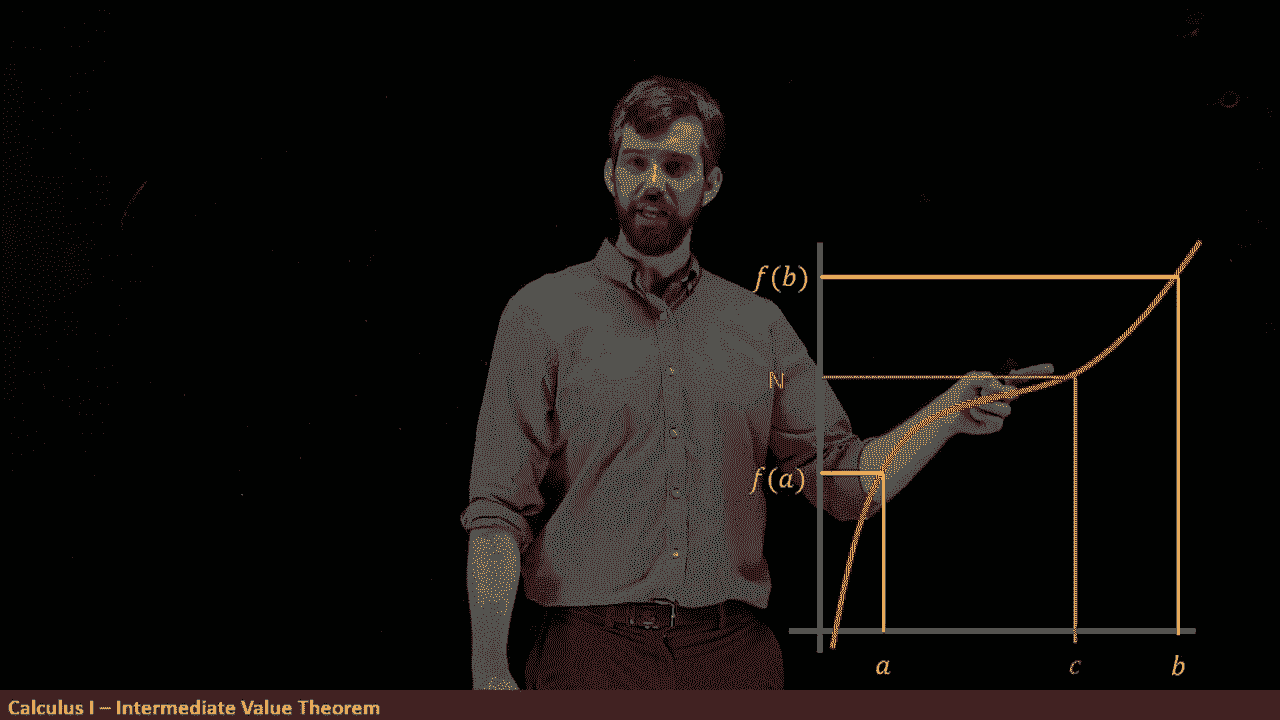 f(b)
N
f(a)
a c b
Calculus I – Intermediate Value Theorem